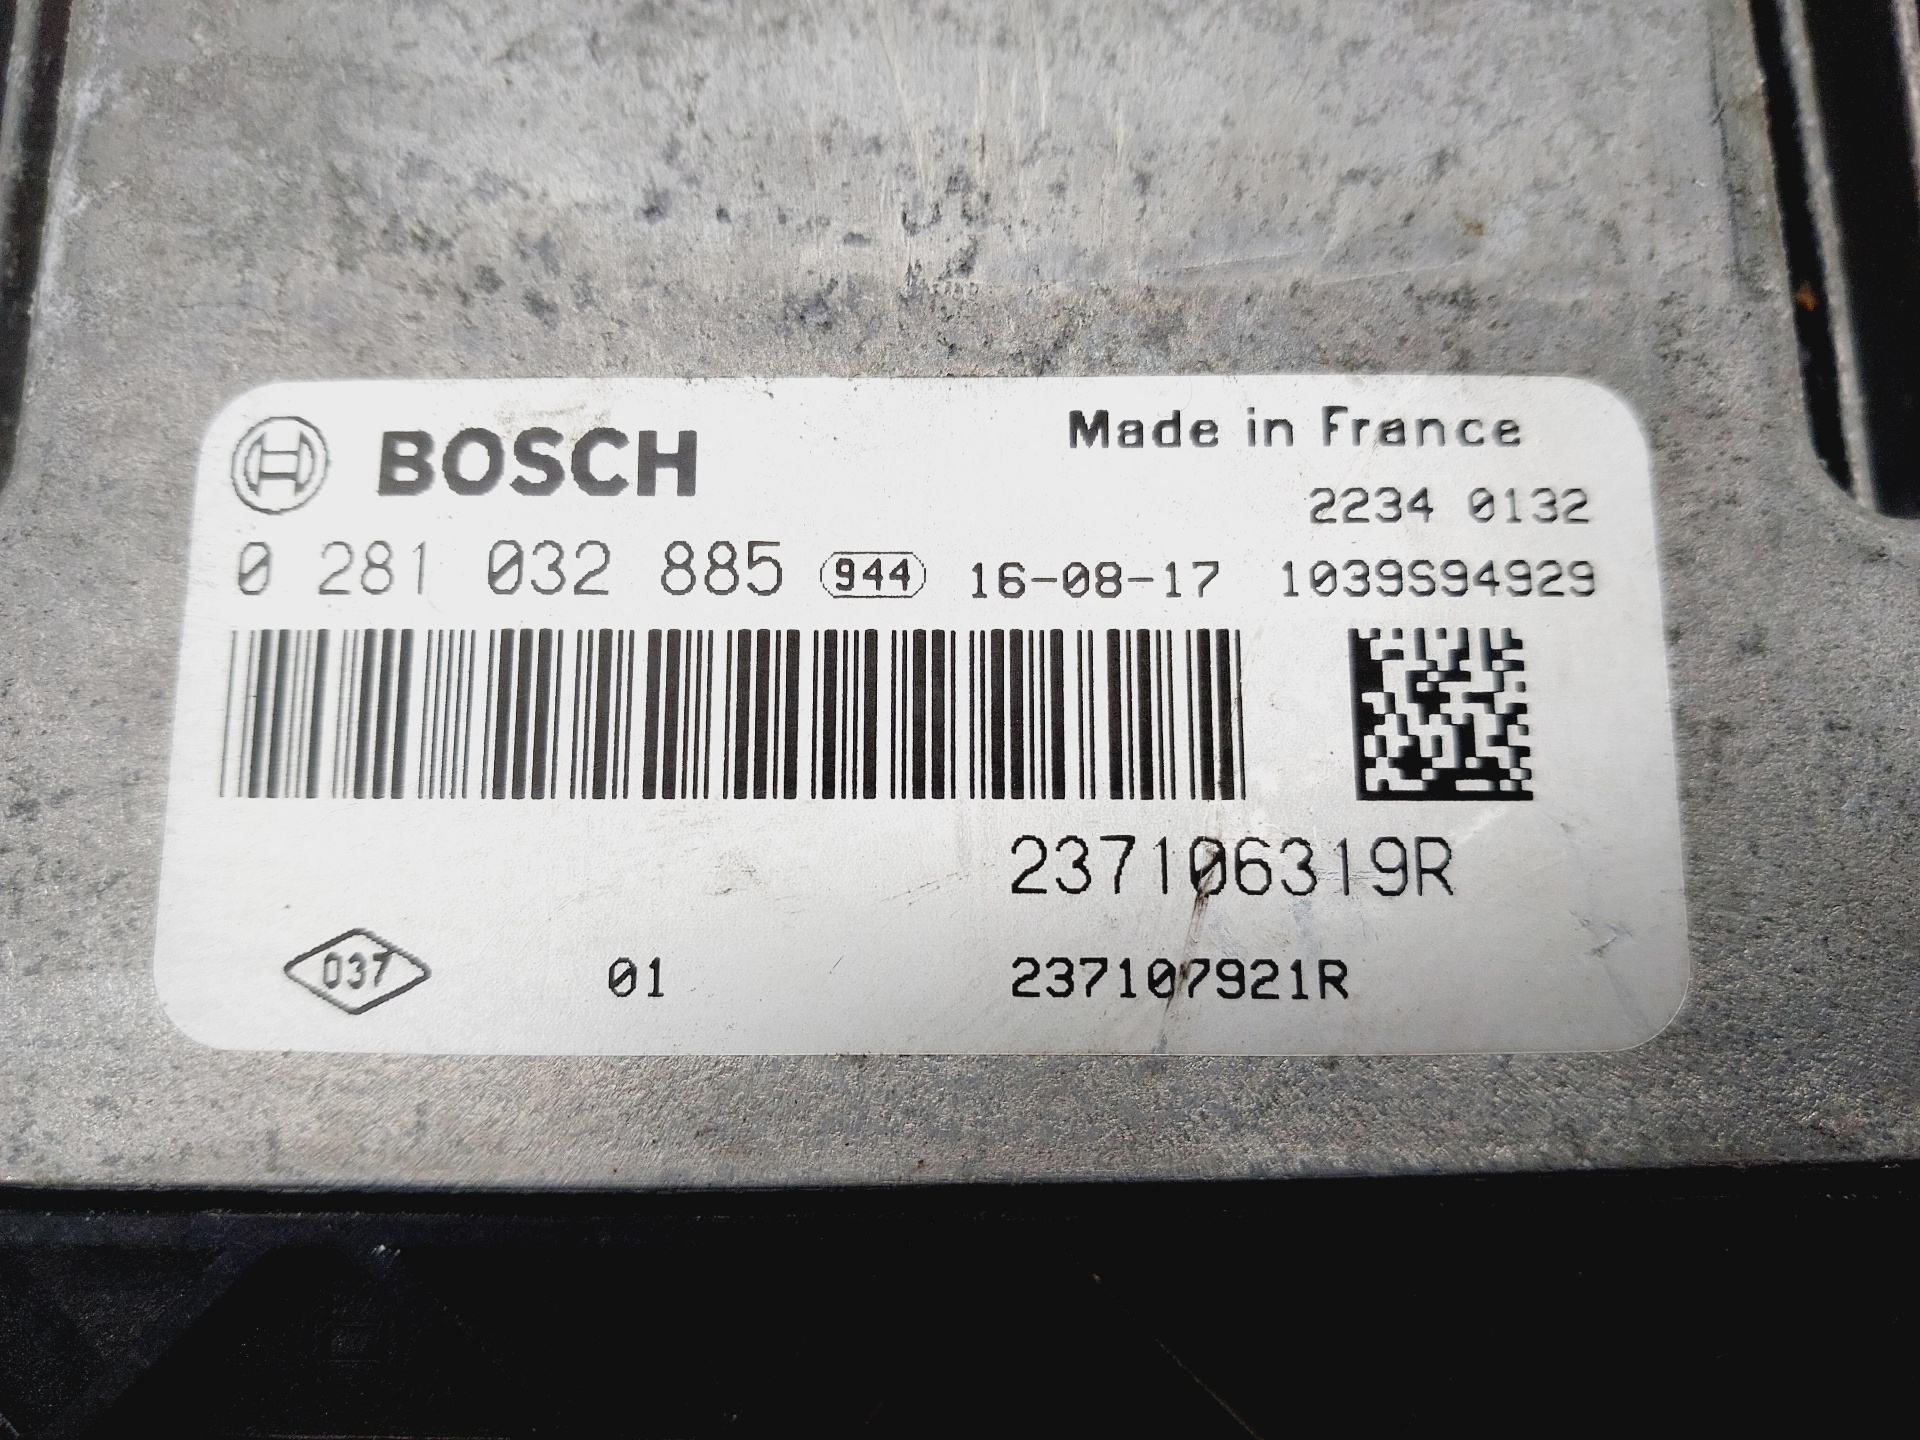 BOSCH Made in France
2234 0132
0 281 032 885 944 16-08-17 1039S94929
237106319R
037 01 237107921R